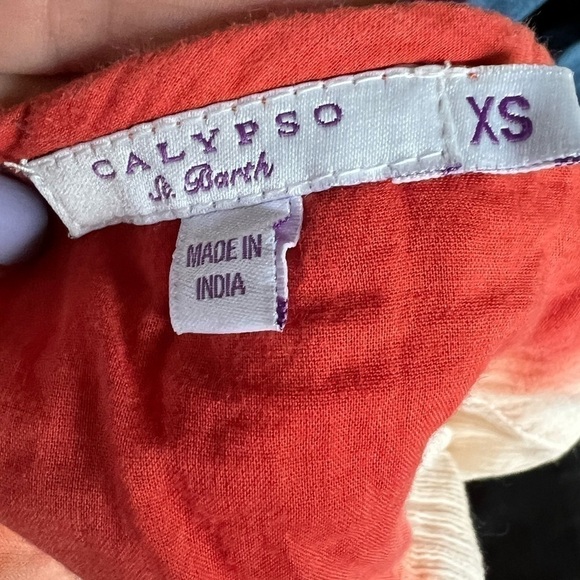 CALYPSO
St. Barth
XS
MADE IN
INDIA